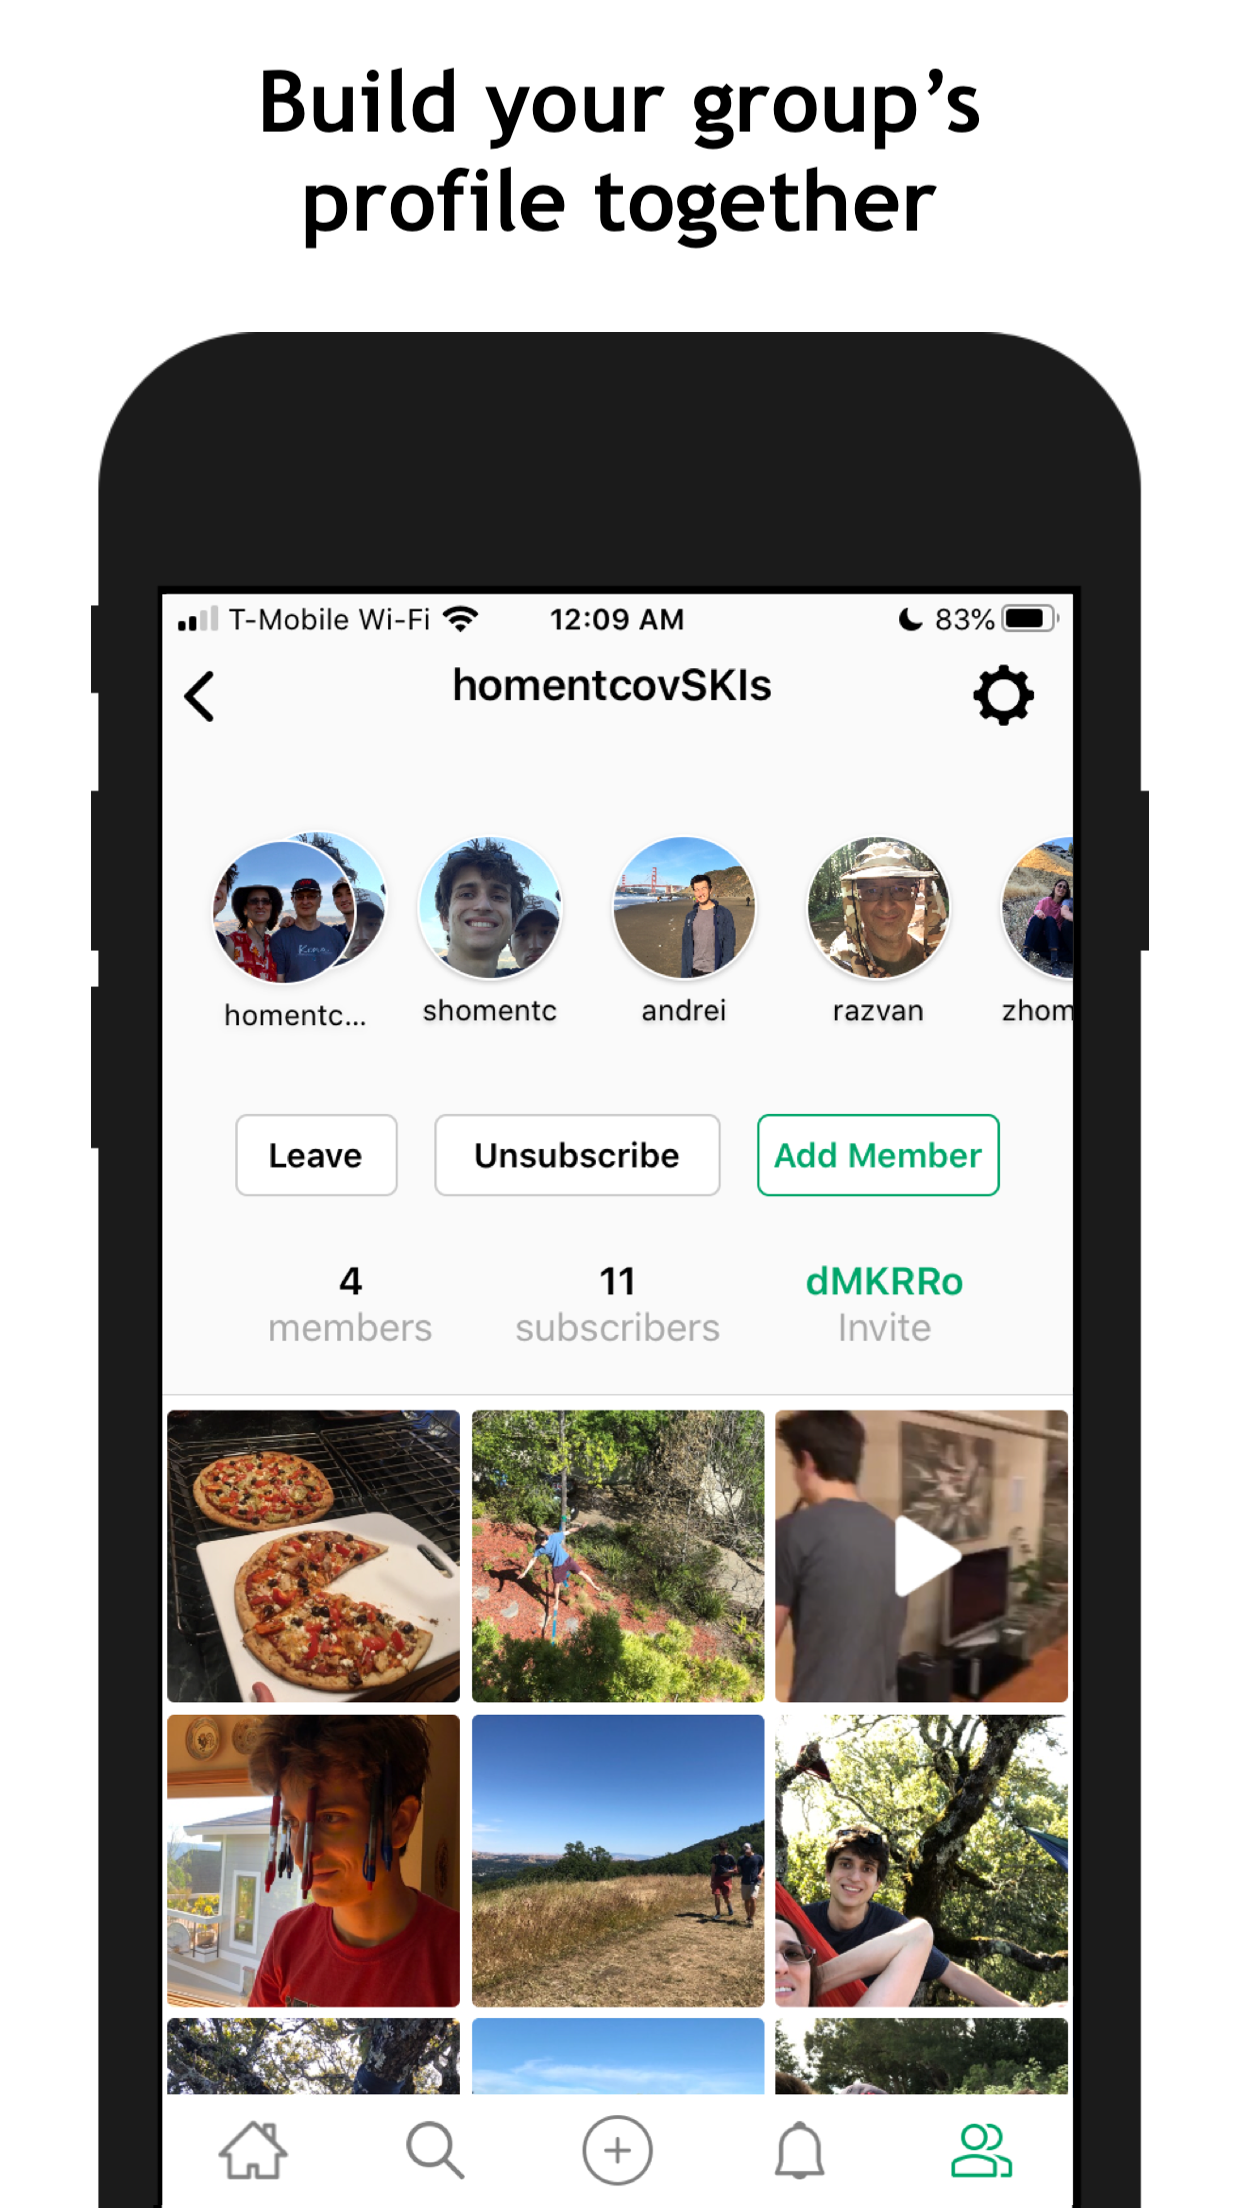 Build your group’s
profile together
T-Mobile Wi-Fi 12:09 AM 83%
homentcovSKIs
homentc... shomentc andrei razvan zhom
Leave Unsubscribe Add Member
4 11 dMKRRo
members subscribers Invite